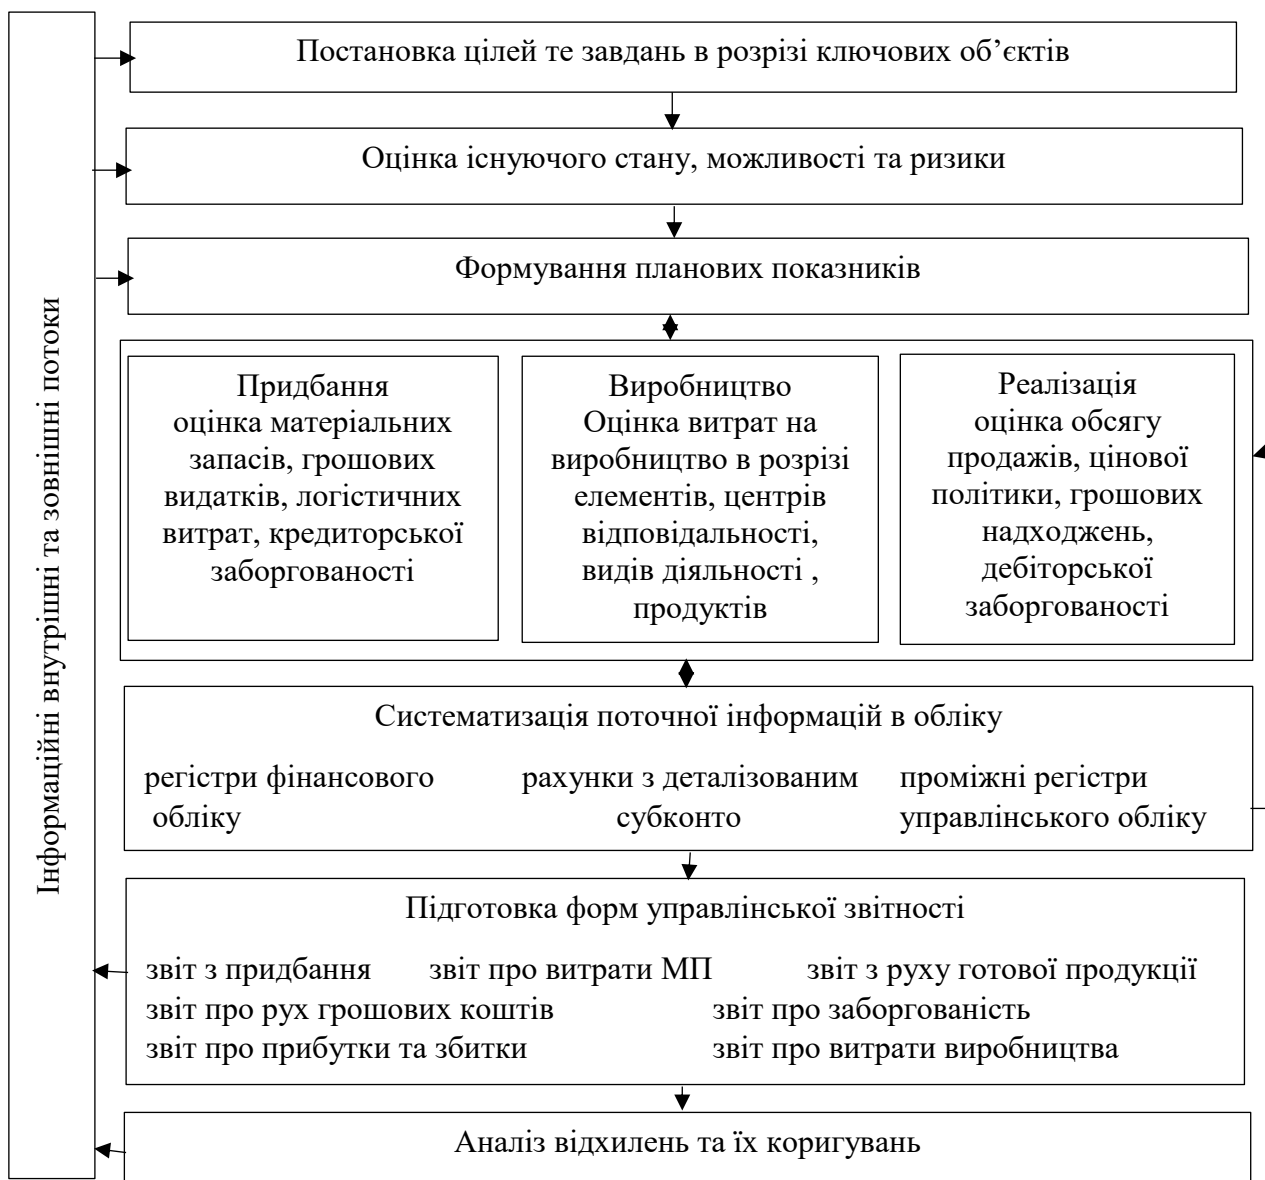 Інформаційні внутрішні та зовнішні потоки
Постановка цілей те завдань в розрізі ключових об’єктів
Оцінка існуючого стану, можливості та ризики
Формування планових показників
Придбання
оцінка матеріальних
запасів, грошових
видатків, логістичних
витрат, кредиторської
заборгованості
Виробництво
Оцінка витрат на
виробництво в розрізі
елементів, центрів
відповідальності,
видів діяльності ,
продуктів
Реалізація
оцінка обсягу
продажів, цінової
політики, грошових
надходжень,
дебіторської
заборгованості
Систематизація поточної інформацій в обліку
регістри фінансового
обліку
рахунки з деталізованим
субконто
проміжні регістри
управлінського обліку
Підготовка форм управлінської звітності
звіт з придбання звіт про витрати МП звіт з руху готової продукції
звіт про рух грошових коштів звіт про заборгованість
звіт про прибутки та збитки звіт про витрати виробництва
Аналіз відхилень та їх коригувань